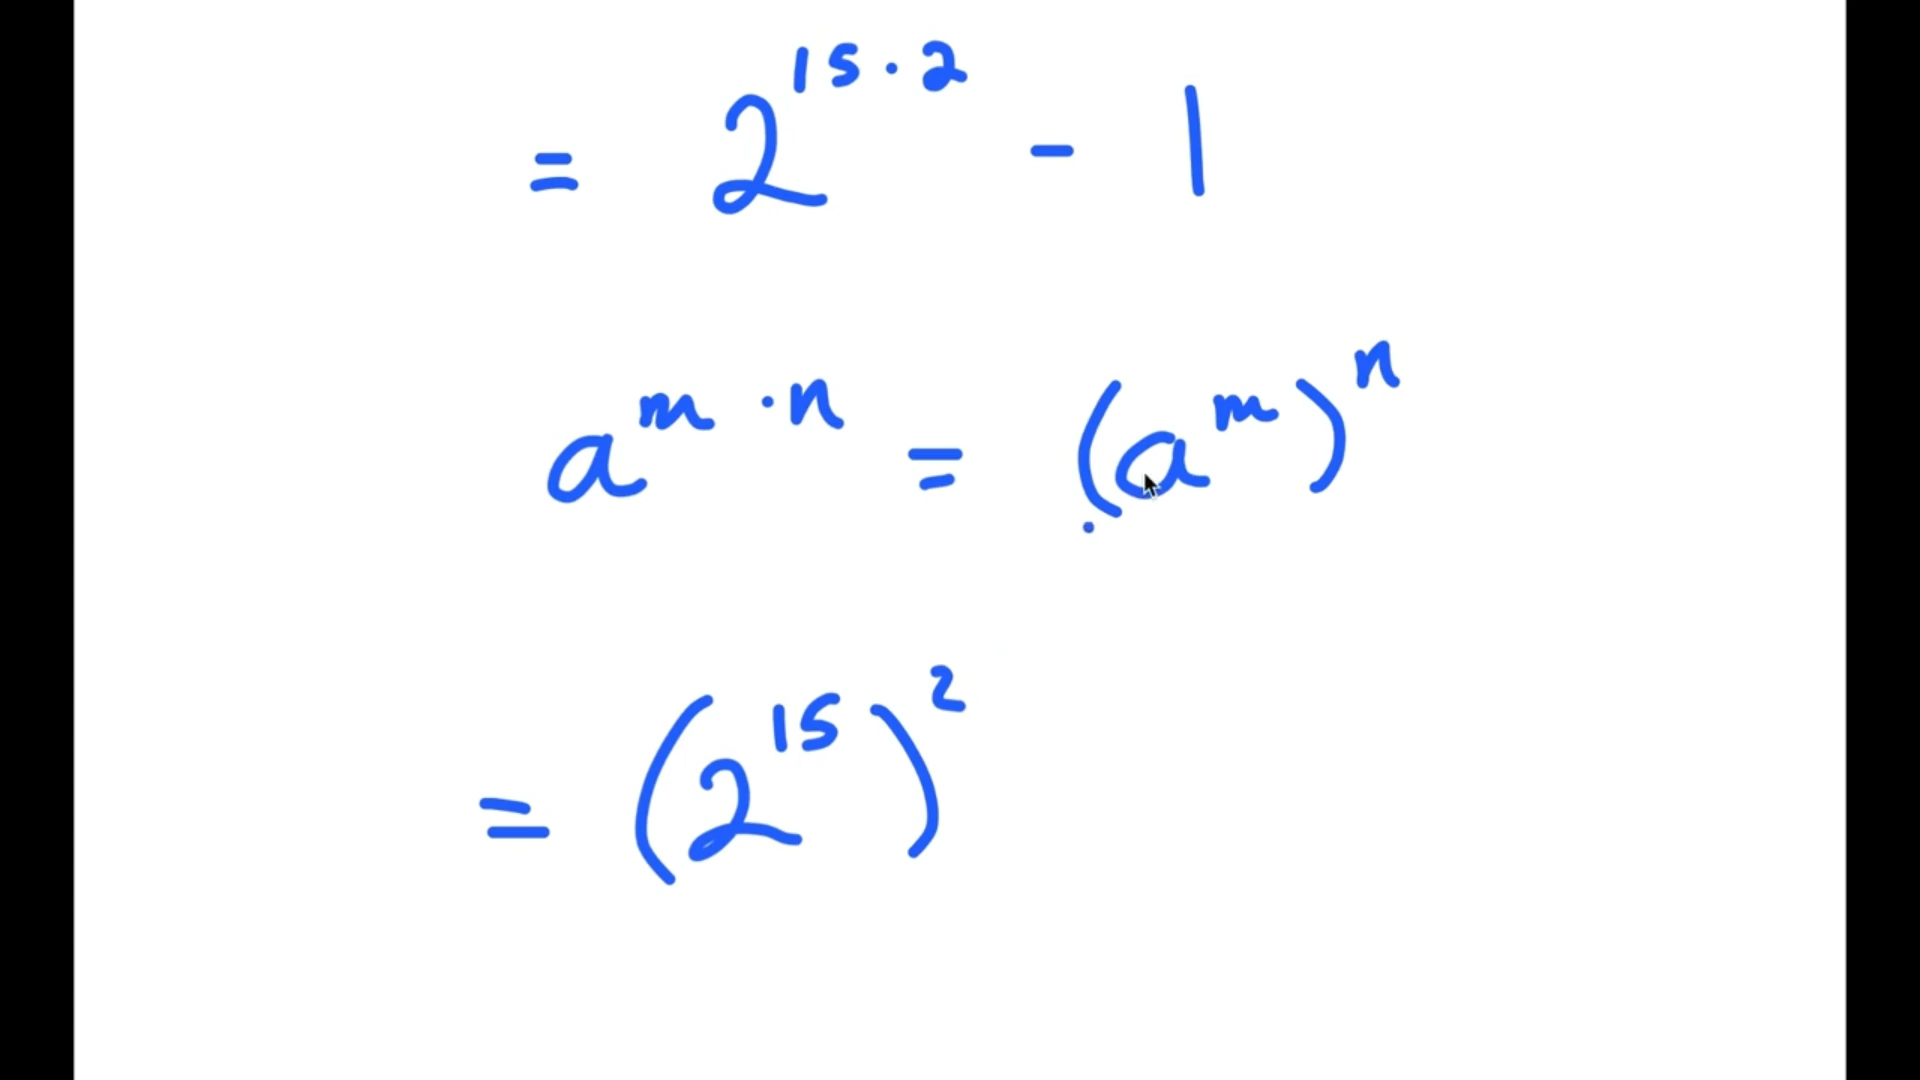 = 2^{15·2} - 1
a^{m·n} = (a^m)^n
= (2^{15})^2